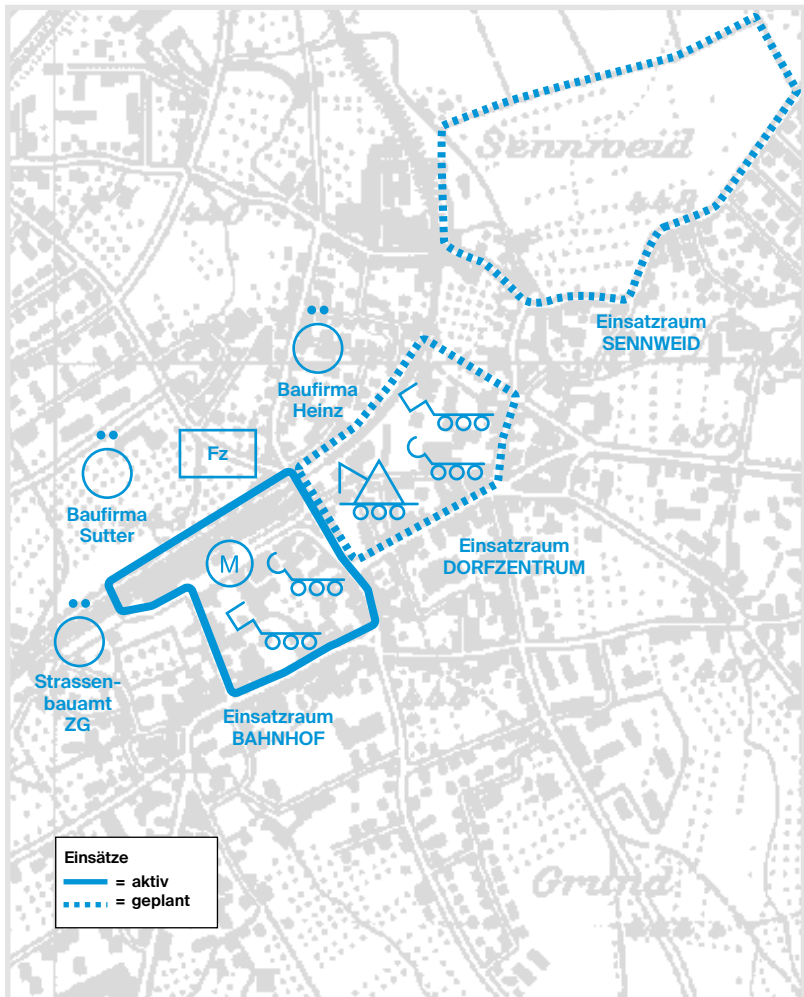 Sennweid
Einsatzraum
SENNWEID
Baufirma
Heinz
Fz
Baufirma
Sutter
Einsatzraum
DORFZENTRUM
M
Strassen-
bauamt
ZG
Einsatzraum
BAHNHOF
Einsätze
= aktiv
= geplant
Grund